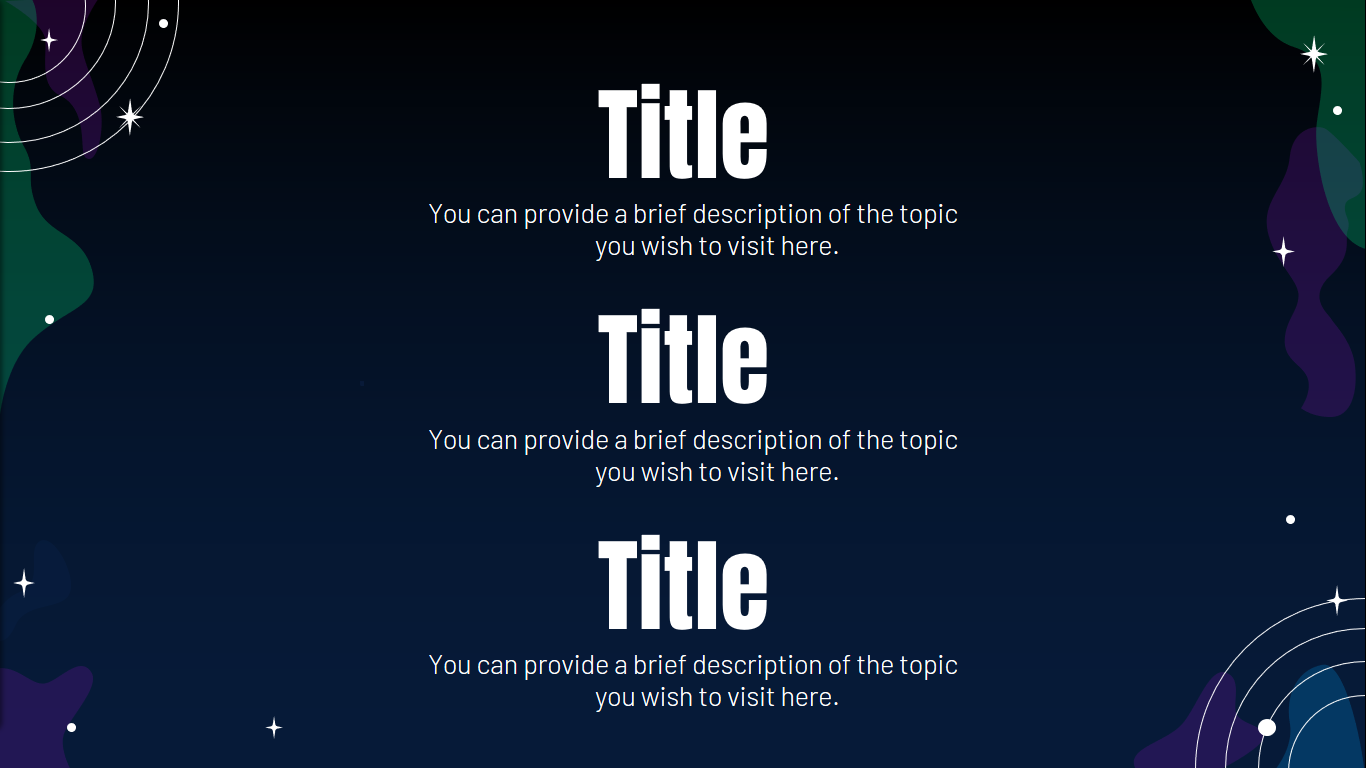 Title
You can provide a brief description of the topic
you wish to visit here.
Title
You can provide a brief description of the topic
you wish to visit here.
Title
You can provide a brief description of the topic
you wish to visit here.